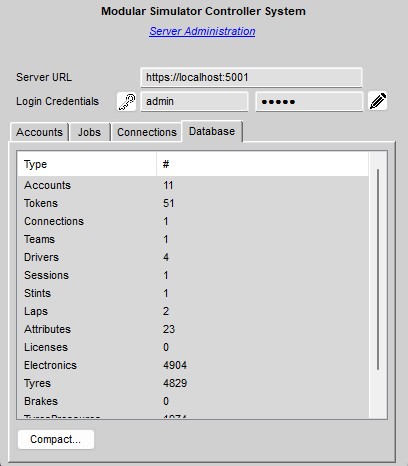 Modular Simulator Controller System
Server Administration
Server URL https://localhost:5001
Login Credentials admin •••••
Accounts Jobs Connections Database
Type #
Accounts 11
Tokens 51
Connections 1
Teams 1
Drivers 4
Sessions 1
Stints 1
Laps 2
Attributes 23
Licenses 0
Electronics 4904
Tyres 4829
Brakes 0
TyresPressures 1974
Compact...